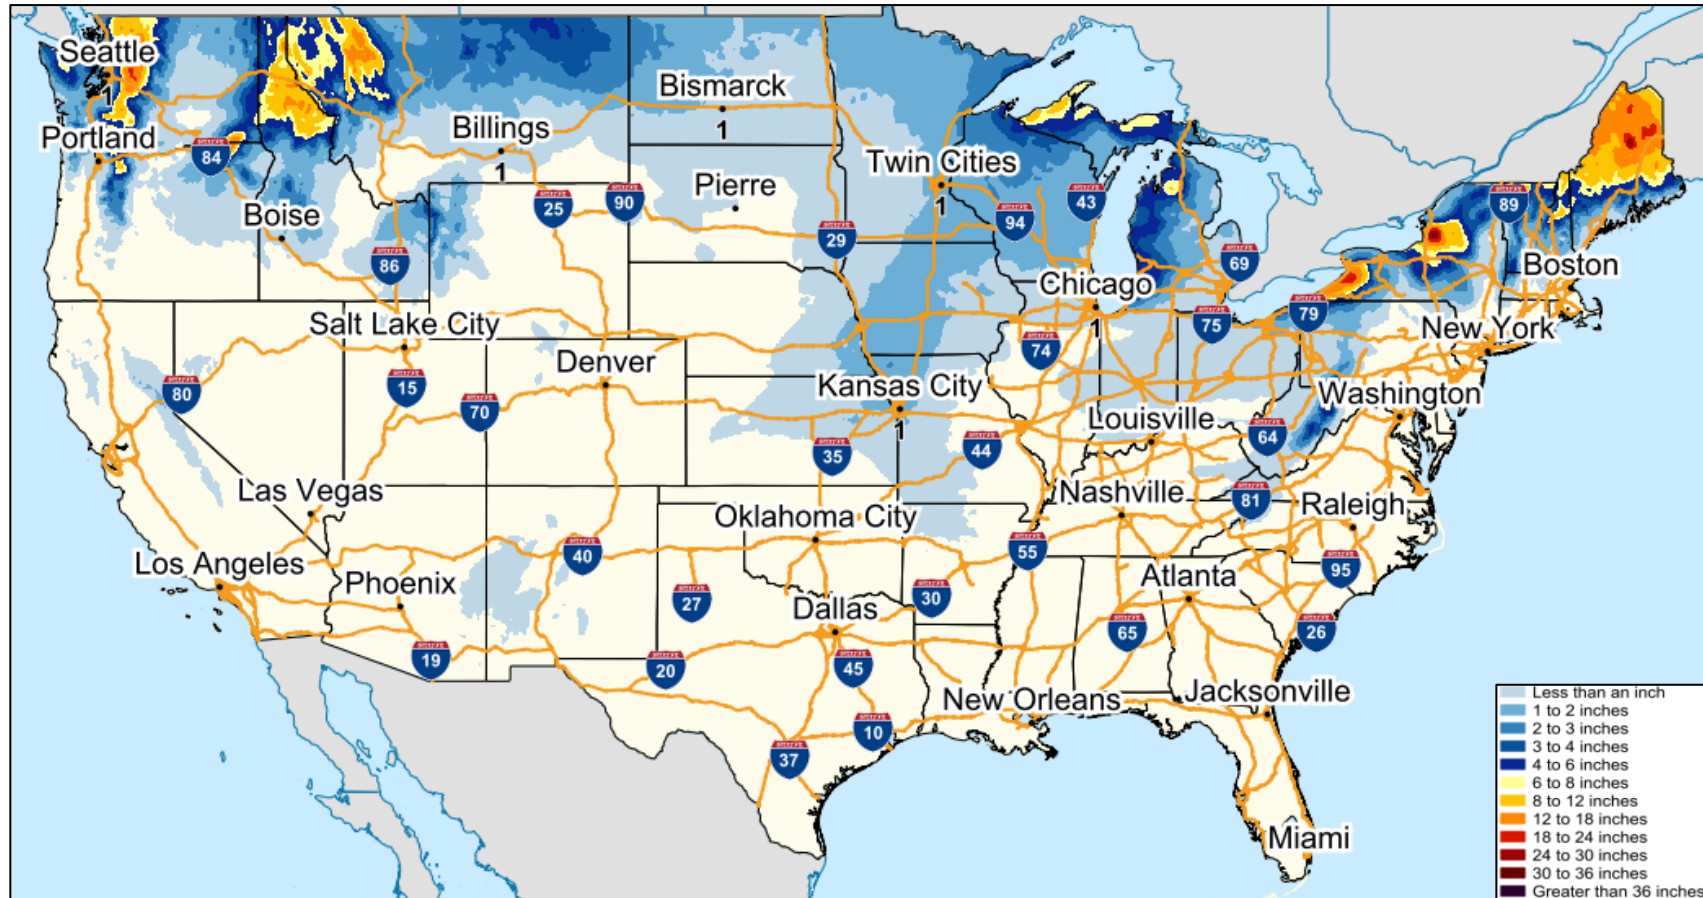 Seattle
1
Portland
84
Billings
1
Bismarck
1
Pierre
Twin Cities
1
Boise
25
90
29
94
43
69
89
86
Boston
Chicago
1
Salt Lake City
Denver
74
75
79
New York
80
15
70
Kansas City
1
Washington
Louisville
64
35
44
Las Vegas
Nashville
81
Raleigh
Oklahoma City
Los Angeles
Phoenix
40
55
95
Atlanta
27
30
Dallas
65
26
19
20
45
New Orleans
Jacksonville
10
37
Miami
Less than an inch
1 to 2 inches
2 to 3 inches
3 to 4 inches
4 to 6 inches
6 to 8 inches
8 to 12 inches
12 to 18 inches
18 to 24 inches
24 to 30 inches
30 to 36 inches
Greater than 36 inches